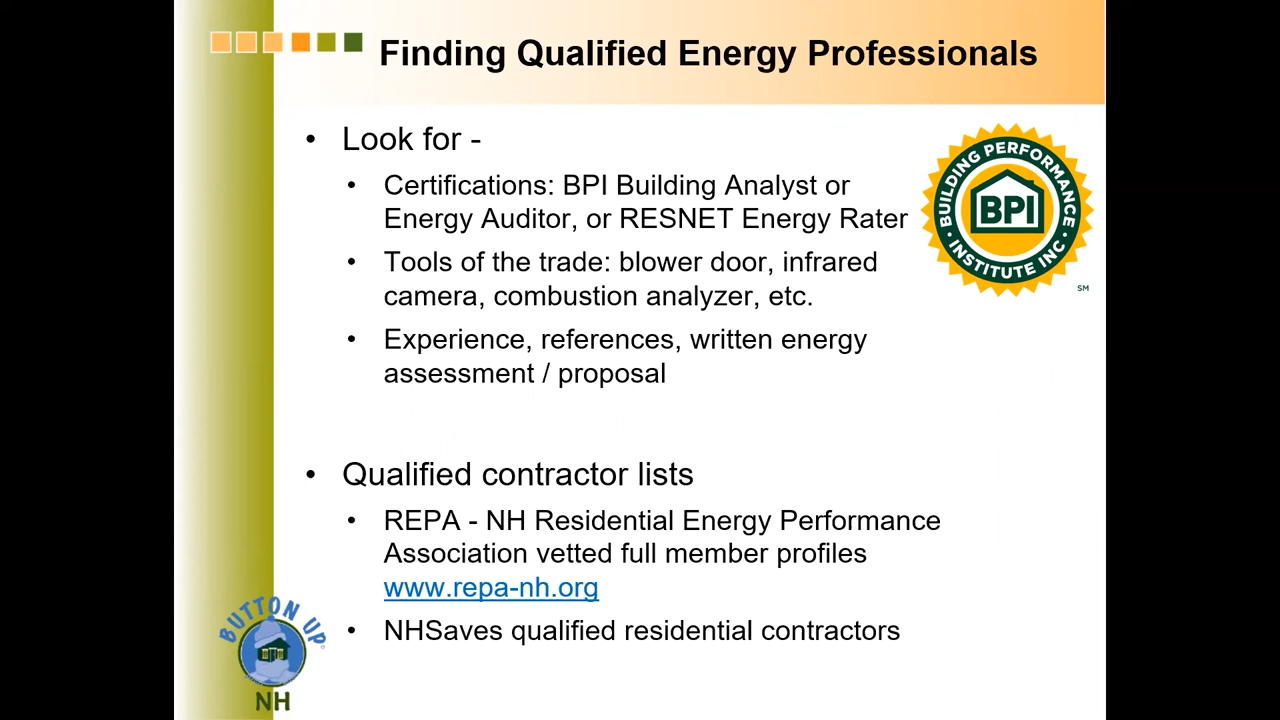 Finding Qualified Energy Professionals
• Look for -
• Certifications: BPI Building Analyst or
Energy Auditor, or RESNET Energy Rater
• Tools of the trade: blower door, infrared
camera, combustion analyzer, etc.
• Experience, references, written energy
assessment / proposal
BUILDING PERFORMANCE
BPI
INSTITUTE INC
SM
• Qualified contractor lists
• REPA - NH Residential Energy Performance
Association vetted full member profiles
www.repa-nh.org
• NHSaves qualified residential contractors
BUTTON UP
NH